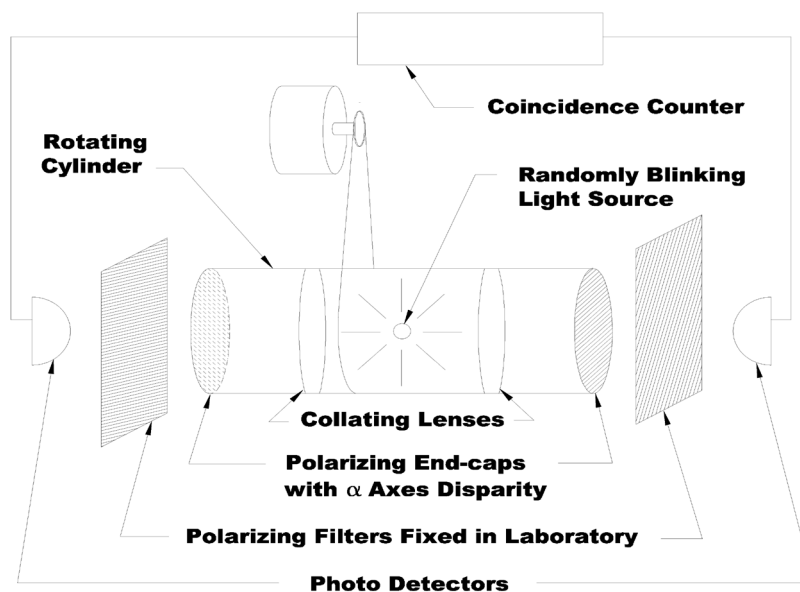 Coincidence Counter
Rotating
Cylinder
Randomly Blinking
Light Source
Collating Lenses
Polarizing End-caps
with α Axes Disparity
Polarizing Filters Fixed in Laboratory
Photo Detectors